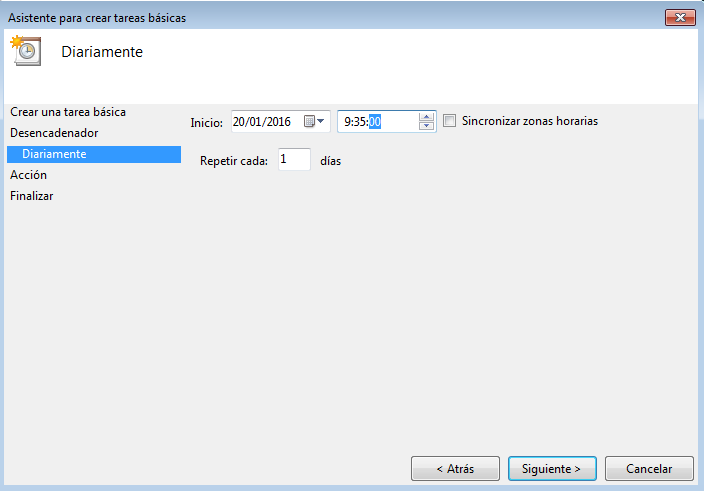 Asistente para crear tareas básicas
Diariamente
Crear una tarea básica
Desencadenador
Diariamente
Acción
Finalizar
Inicio: 20/01/2016 9:35:00 Sincronizar zonas horarias
Repetir cada: 1 días
< Atrás Siguiente > Cancelar